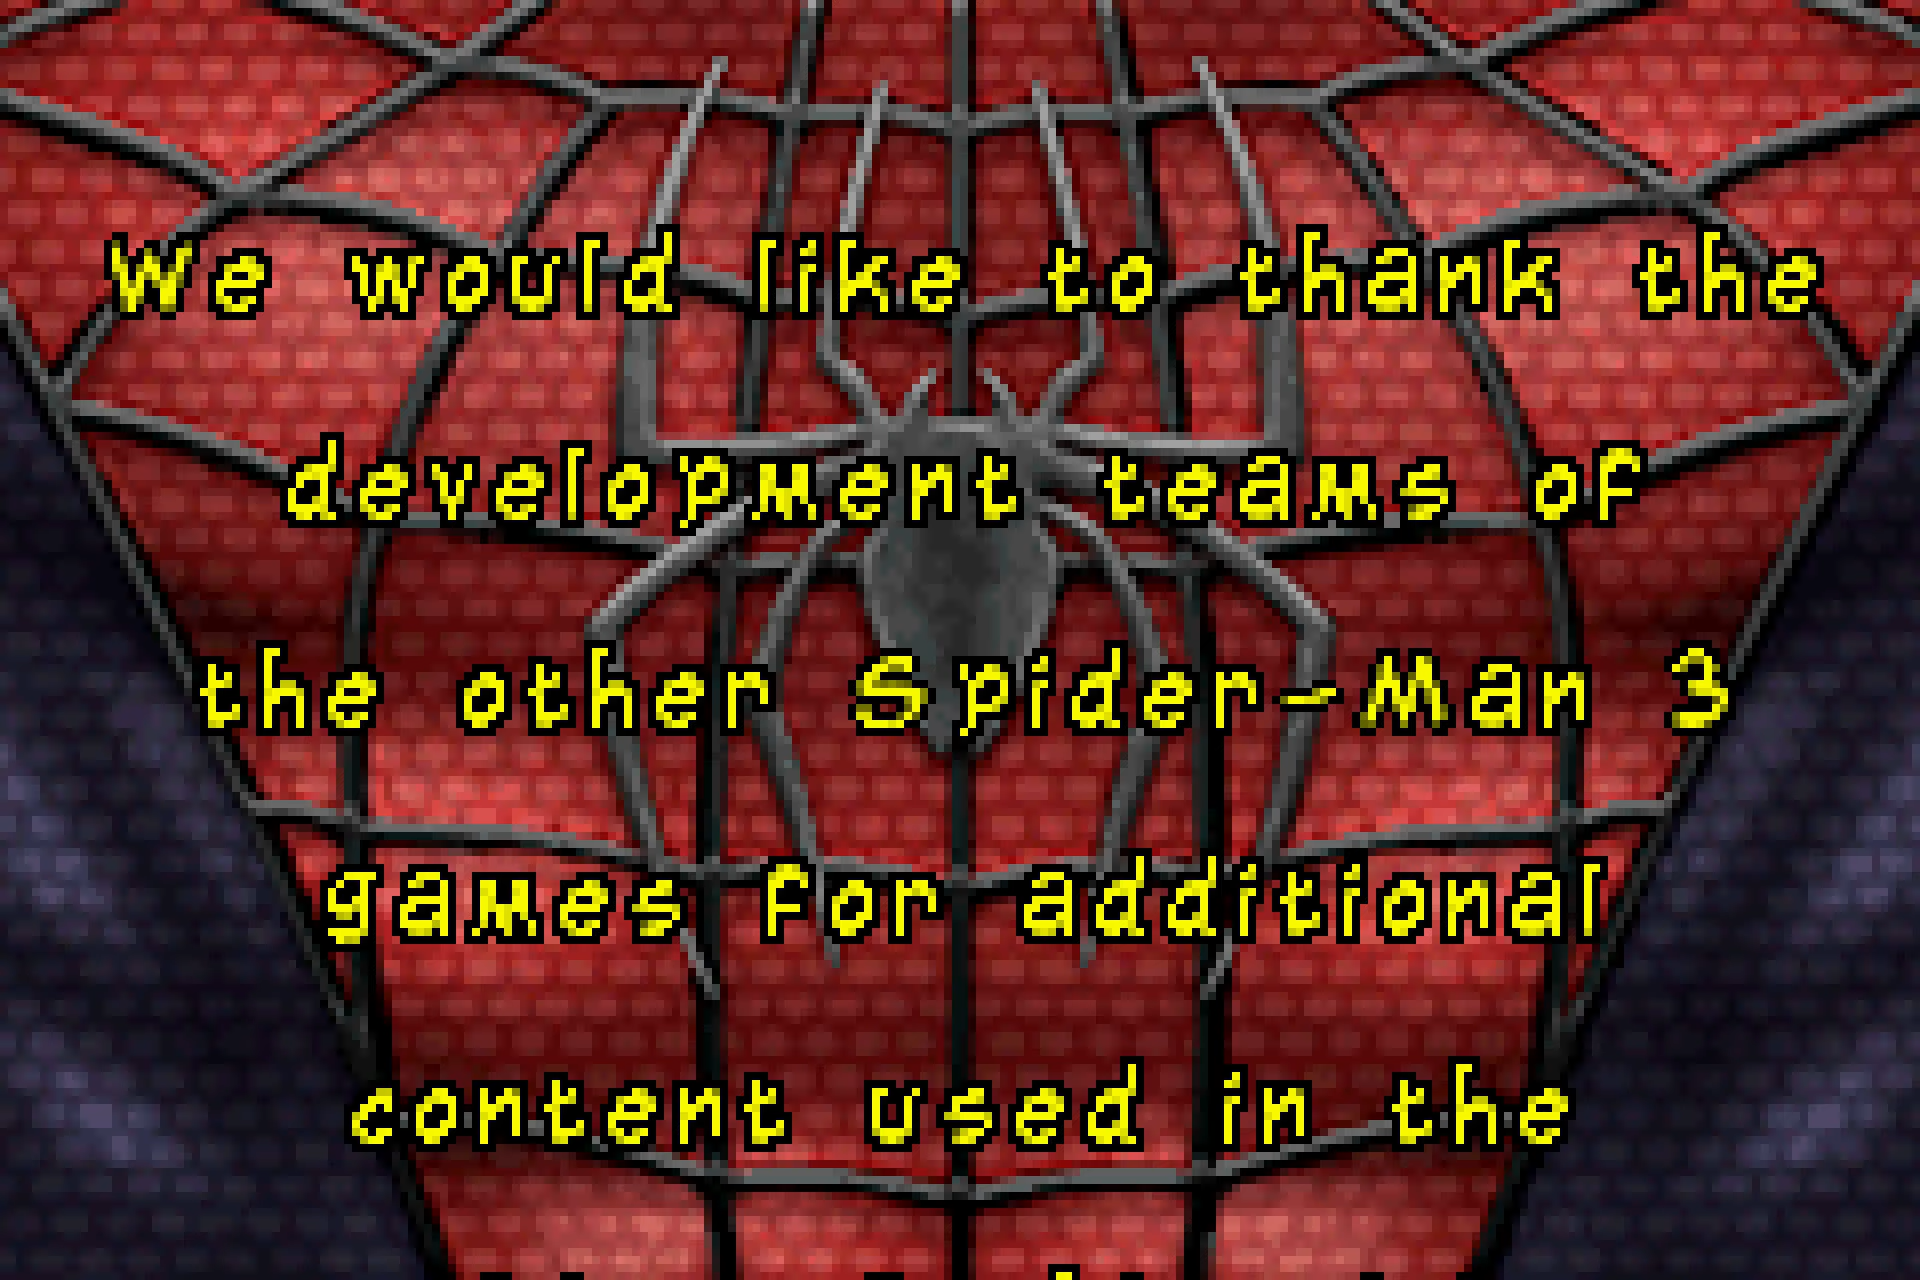 We would like to thank the
development teams of
the other Spider-Man 3
games for additional
content used in the